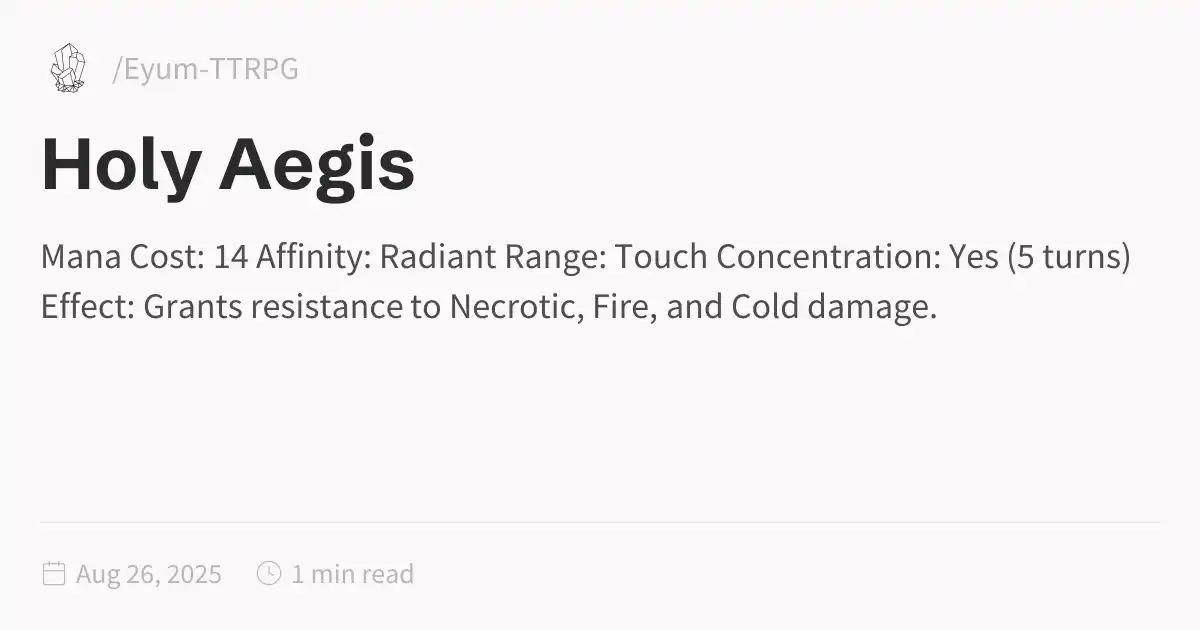 /Eyum-TTRPG
Holy Aegis
Mana Cost: 14 Affinity: Radiant Range: Touch Concentration: Yes (5 turns)
Effect: Grants resistance to Necrotic, Fire, and Cold damage.
Aug 26, 2025 1 min read